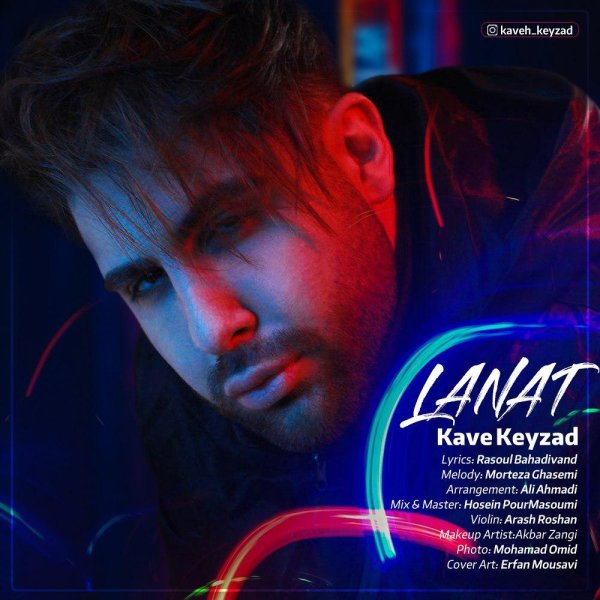 kaveh_keyzad
LANAT
Kave Keyzad
Lyrics: Rasoul Bahadivand
Melody: Morteza Ghasemi
Arrangement: Ali Ahmadi
Mix & Master: Hosein PourMasoumi
Violin: Arash Roshan
Makeup Artist:Akbar Zangi
Photo: Mohamad Omid
Cover Art: Erfan Mousavi